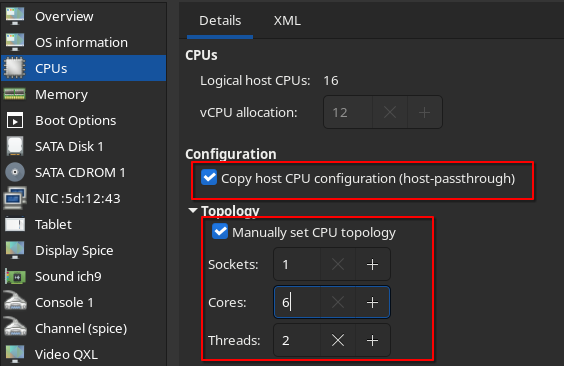 Overview
OS information
CPUs
Memory
Boot Options
SATA Disk 1
SATA CDROM 1
NIC :5d:12:43
Tablet
Display Spice
Sound ich9
Console 1
Channel (spice)
Video QXL
Details XML
CPUs
Logical host CPUs: 16
vCPU allocation: 12
Configuration
Copy host CPU configuration (host-passthrough)
Topology
Manually set CPU topology
Sockets: 1
Cores: 6
Threads: 2